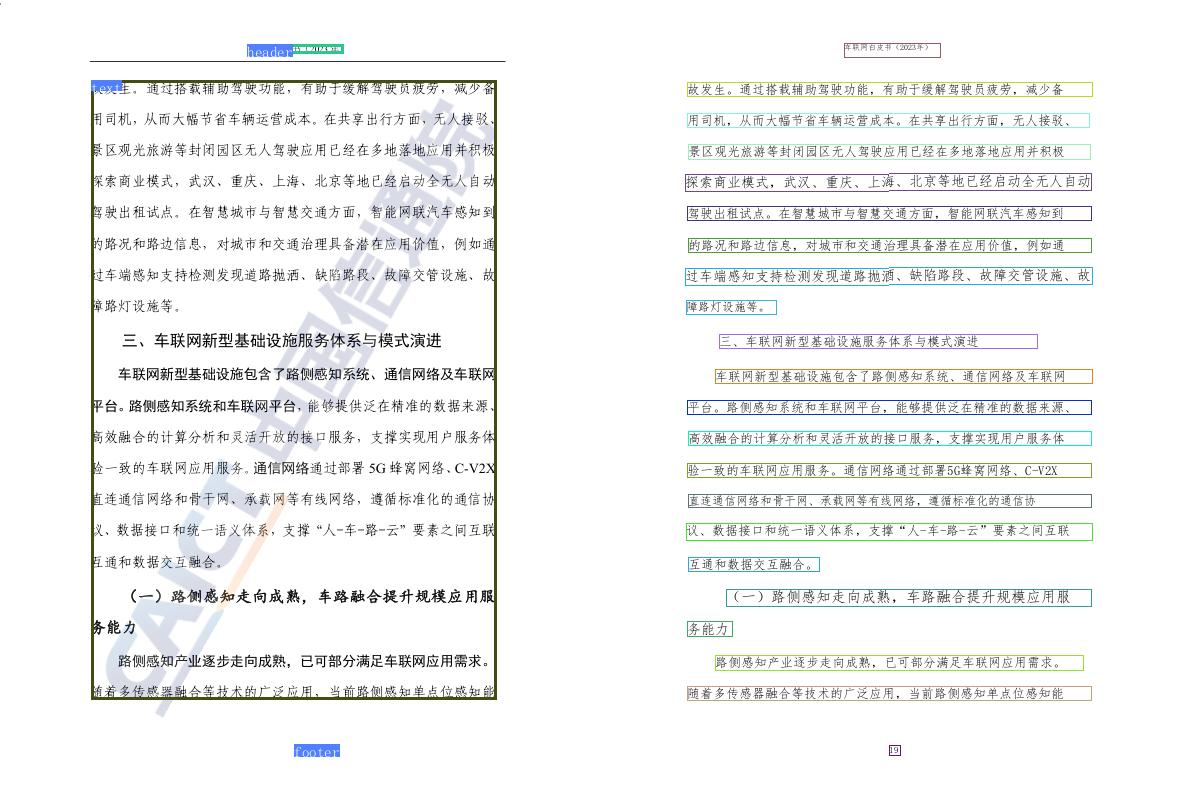 header
text
故发生。通过搭载辅助驾驶功能，有助于缓解驾驶员疲劳，减少备
用司机，从而大幅节省车辆运营成本。在共享出行方面，无人接驳、
景区观光旅游等封闭园区无人驾驶应用已经在多地落地应用并积极
探索商业模式，武汉、重庆、上海、北京等地已经启动全无人自动
驾驶出租试点。在智慧城市与智慧交通方面，智能网联汽车感知到
的路况和路边信息，对城市和交通治理具备潜在应用价值，例如通
过车端感知支持检测发现道路抛洒、缺陷路段、故障交管设施、故
障路灯设施等。
三、车联网新型基础设施服务体系与模式演进
车联网新型基础设施包含了路侧感知系统、通信网络及车联网
平台。路侧感知系统和车联网平台，能够提供泛在精准的数据来源、
高效融合的计算分析和灵活开放的接口服务，支撑实现用户服务体
验一致的车联网应用服务。通信网络通过部署 5G 蜂窝网络、C-V2X
直连通信网络和骨干网、承载网等有线网络，遵循标准化的通信协
议、数据接口和统一语义体系，支撑“人-车-路-云”要素之间互联
互通和数据交互融合。
（一）路侧感知走向成熟，车路融合提升规模应用服
务能力
路侧感知产业逐步走向成熟，已可部分满足车联网应用需求。
随着多传感器融合等技术的广泛应用，当前路侧感知单点位感知能
CAICT 中国信通院
footer
车联网白皮书（2023年）
故发生。通过搭载辅助驾驶功能，有助于缓解驾驶员疲劳，减少备
用司机，从而大幅节省车辆运营成本。在共享出行方面，无人接驳、
景区观光旅游等封闭园区无人驾驶应用已经在多地落地应用并积极
探索商业模式，武汉、重庆、上海、北京等地已经启动全无人自动
驾驶出租试点。在智慧城市与智慧交通方面，智能网联汽车感知到
的路况和路边信息，对城市和交通治理具备潜在应用价值，例如通
过车端感知支持检测发现道路抛洒、缺陷路段、故障交管设施、故
障路灯设施等。
三、车联网新型基础设施服务体系与模式演进
车联网新型基础设施包含了路侧感知系统、通信网络及车联网
平台。路侧感知系统和车联网平台，能够提供泛在精准的数据来源、
高效融合的计算分析和灵活开放的接口服务，支撑实现用户服务体
验一致的车联网应用服务。通信网络通过部署5G蜂窝网络、C-V2X
直连通信网络和骨干网、承载网等有线网络，遵循标准化的通信协
议、数据接口和统一语义体系，支撑“人-车-路-云”要素之间互联
互通和数据交互融合。
（一）路侧感知走向成熟，车路融合提升规模应用服
务能力
路侧感知产业逐步走向成熟，已可部分满足车联网应用需求。
随着多传感器融合等技术的广泛应用，当前路侧感知单点位感知能
19